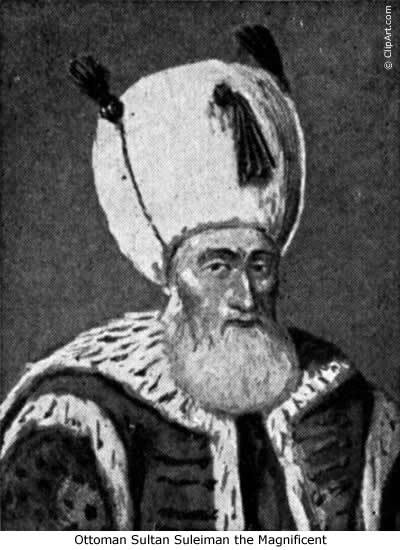 © ClipArt.com
Ottoman Sultan Suleiman the Magnificent